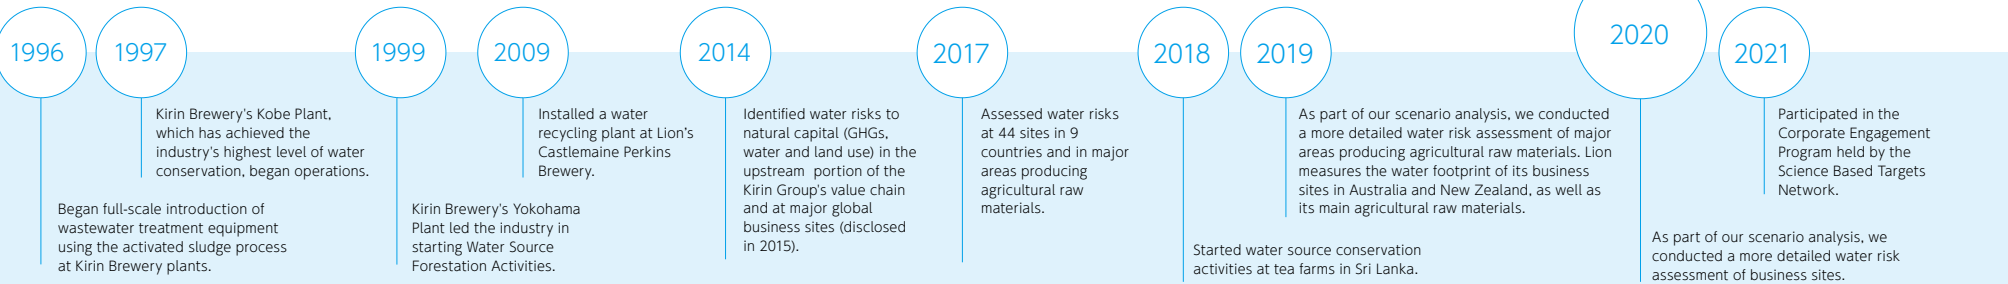 1996
Began full-scale introduction of
wastewater treatment equipment
using the activated sludge process
at Kirin Brewery plants.
1997
Kirin Brewery's Kobe Plant,
which has achieved the
industry's highest level of water
conservation, began operations.
1999
Kirin Brewery's Yokohama
Plant led the industry in
starting Water Source
Forestation Activities.
2009
Installed a water
recycling plant at Lion's
Castlemaine Perkins
Brewery.
2014
Identified water risks to
natural capital (GHGs,
water and land use) in the
upstream portion of the
Kirin Group's value chain
and at major global
business sites (disclosed
in 2015).
2017
Assessed water risks
at 44 sites in 9
countries and in major
areas producing
agricultural raw
materials.
2018
Started water source conservation
activities at tea farms in Sri Lanka.
2019
As part of our scenario analysis, we conducted
a more detailed water risk assessment of major
areas producing agricultural raw materials. Lion
measures the water footprint of its business
sites in Australia and New Zealand, as well as
its main agricultural raw materials.
2020
As part of our scenario analysis, we
conducted a more detailed water risk
assessment of business sites.
2021
Participated in the
Corporate Engagement
Program held by the
Science Based Targets
Network.